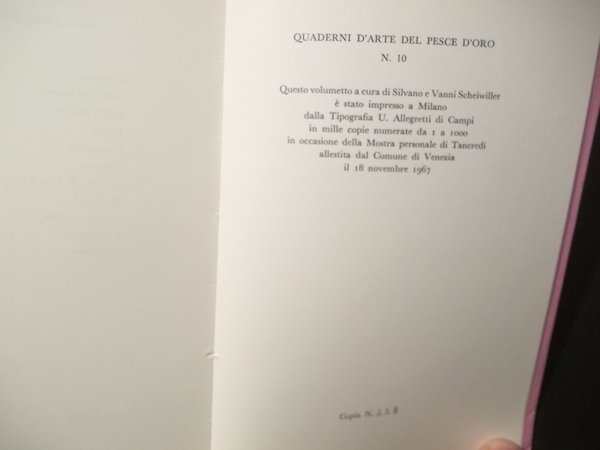 QUADERNI D'ARTE DEL PESCE D'ORO
N. 10
Questo volumetto a cura di Silvano e Vanni Scheiwiller
è stato impresso a Milano
dalla Tipografia U. Allegretti di Campi
in mille copie numerate da 1 a 1000
in occasione della Mostra personale di Tancredi
allestita dal Comune di Venezia
il 18 novembre 1967
Copia N.